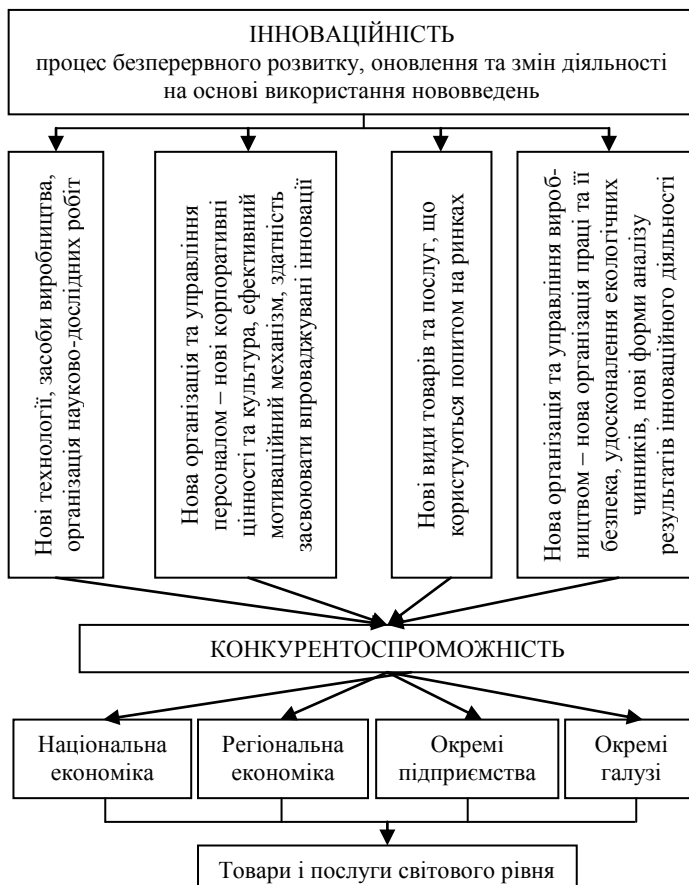 ІННОВАЦІЙНІСТЬ
процес безперервного розвитку, оновлення та змін діяльності
на основі використання нововведень
Нові технології, засоби виробництва,
організація науково-дослідних робіт
Нова організація та управління
персоналом – нові корпоративні
цінності та культура, ефективний
мотиваційний механізм, здатність
засвоювати впроваджувані інновації
Нові види товарів та послуг, що
користуються попитом на ринках
Нова організація та управління вироб-
ництвом – нова організація праці та її
безпека, удосконалення екологічних
чинників, нові форми аналізу
результатів інноваційного діяльності
КОНКУРЕНТОСПРОМОЖНІСТЬ
Національна
економіка
Регіональна
економіка
Окремі
підприємства
Окремі
галузі
Товари і послуги світового рівня